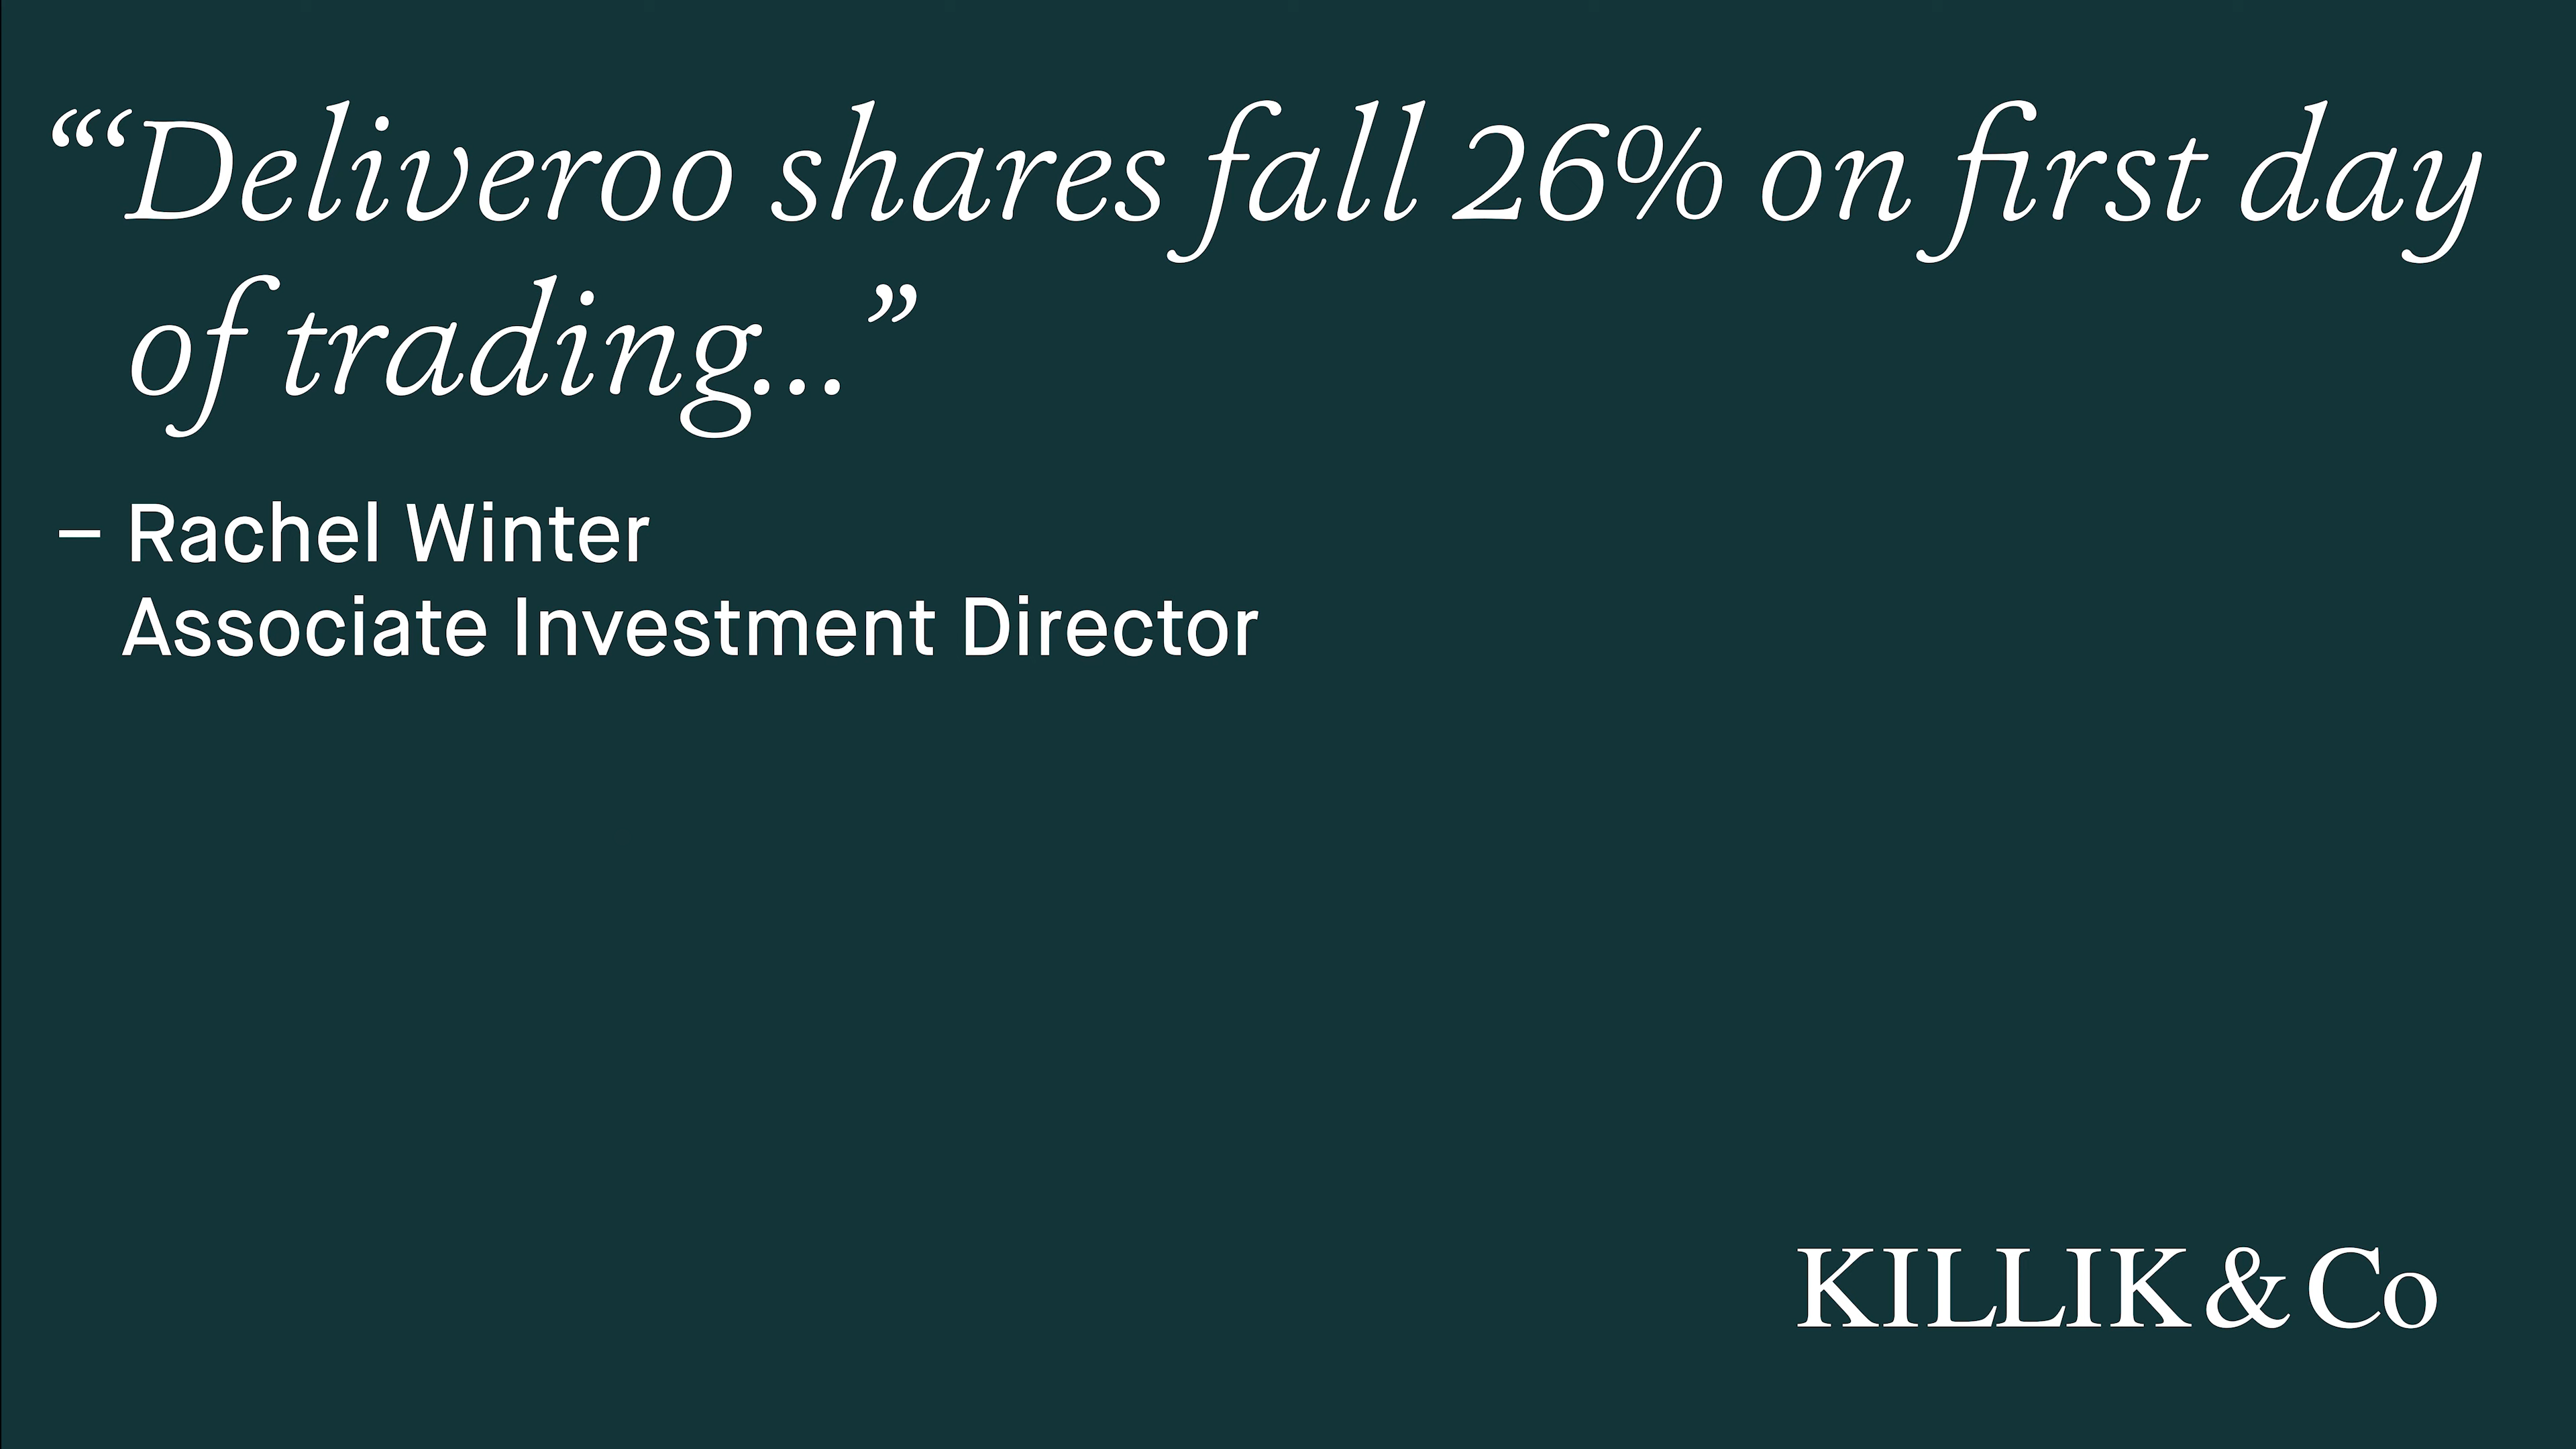 “‘Deliveroo shares fall 26% on first day
of trading...”
– Rachel Winter
Associate Investment Director
KILLIK & Co